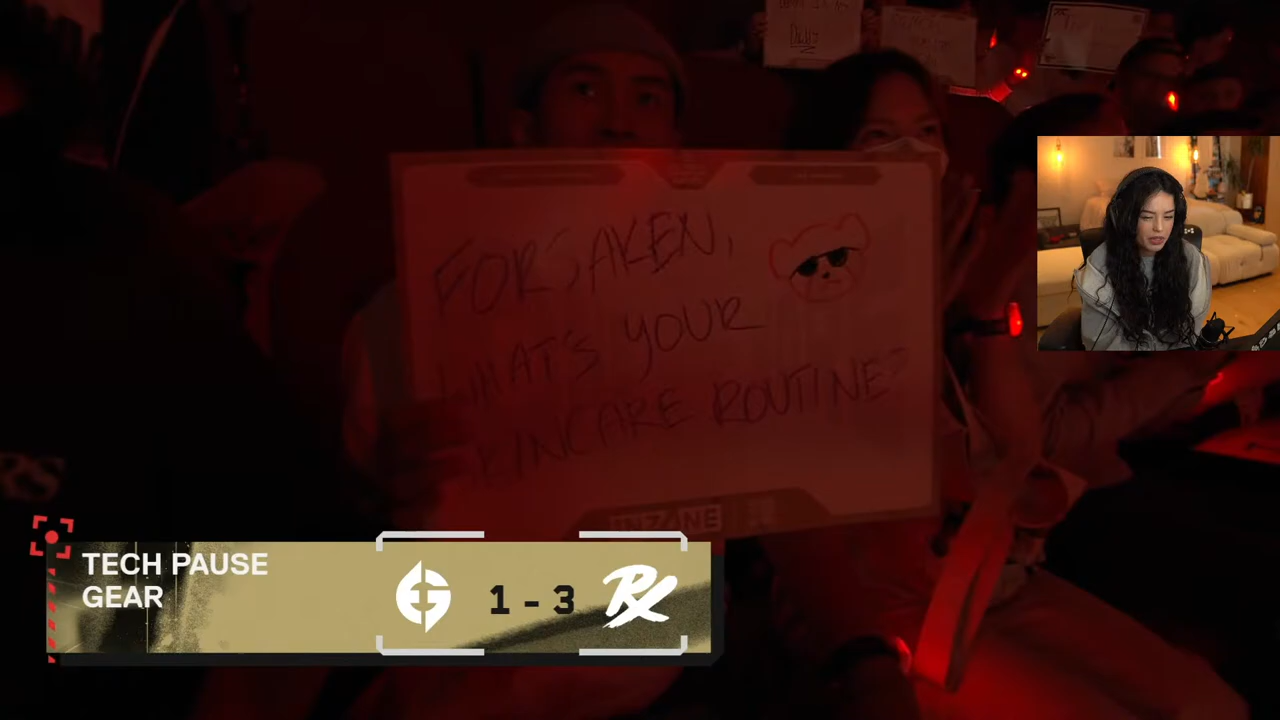 FORSAKEN,
WHAT'S YOUR
SKINCARE ROUTINE?
TECH PAUSE
GEAR
1 - 3